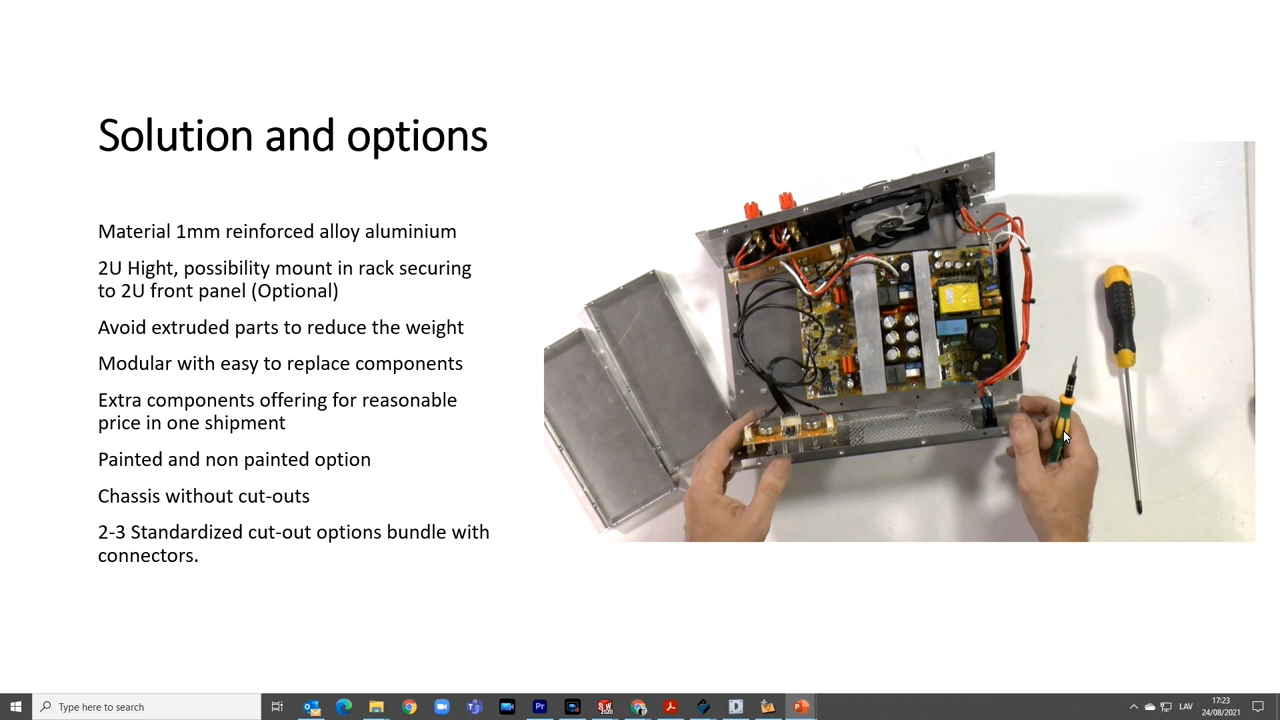 Solution and options
Material 1mm reinforced alloy aluminium
2U Hight, possibility mount in rack securing
to 2U front panel (Optional)
Avoid extruded parts to reduce the weight
Modular with easy to replace components
Extra components offering for reasonable
price in one shipment
Painted and non painted option
Chassis without cut-outs
2-3 Standardized cut-out options bundle with
connectors.
Type here to search
Pr
SW
2020
LAV
17:23
24/08/2021